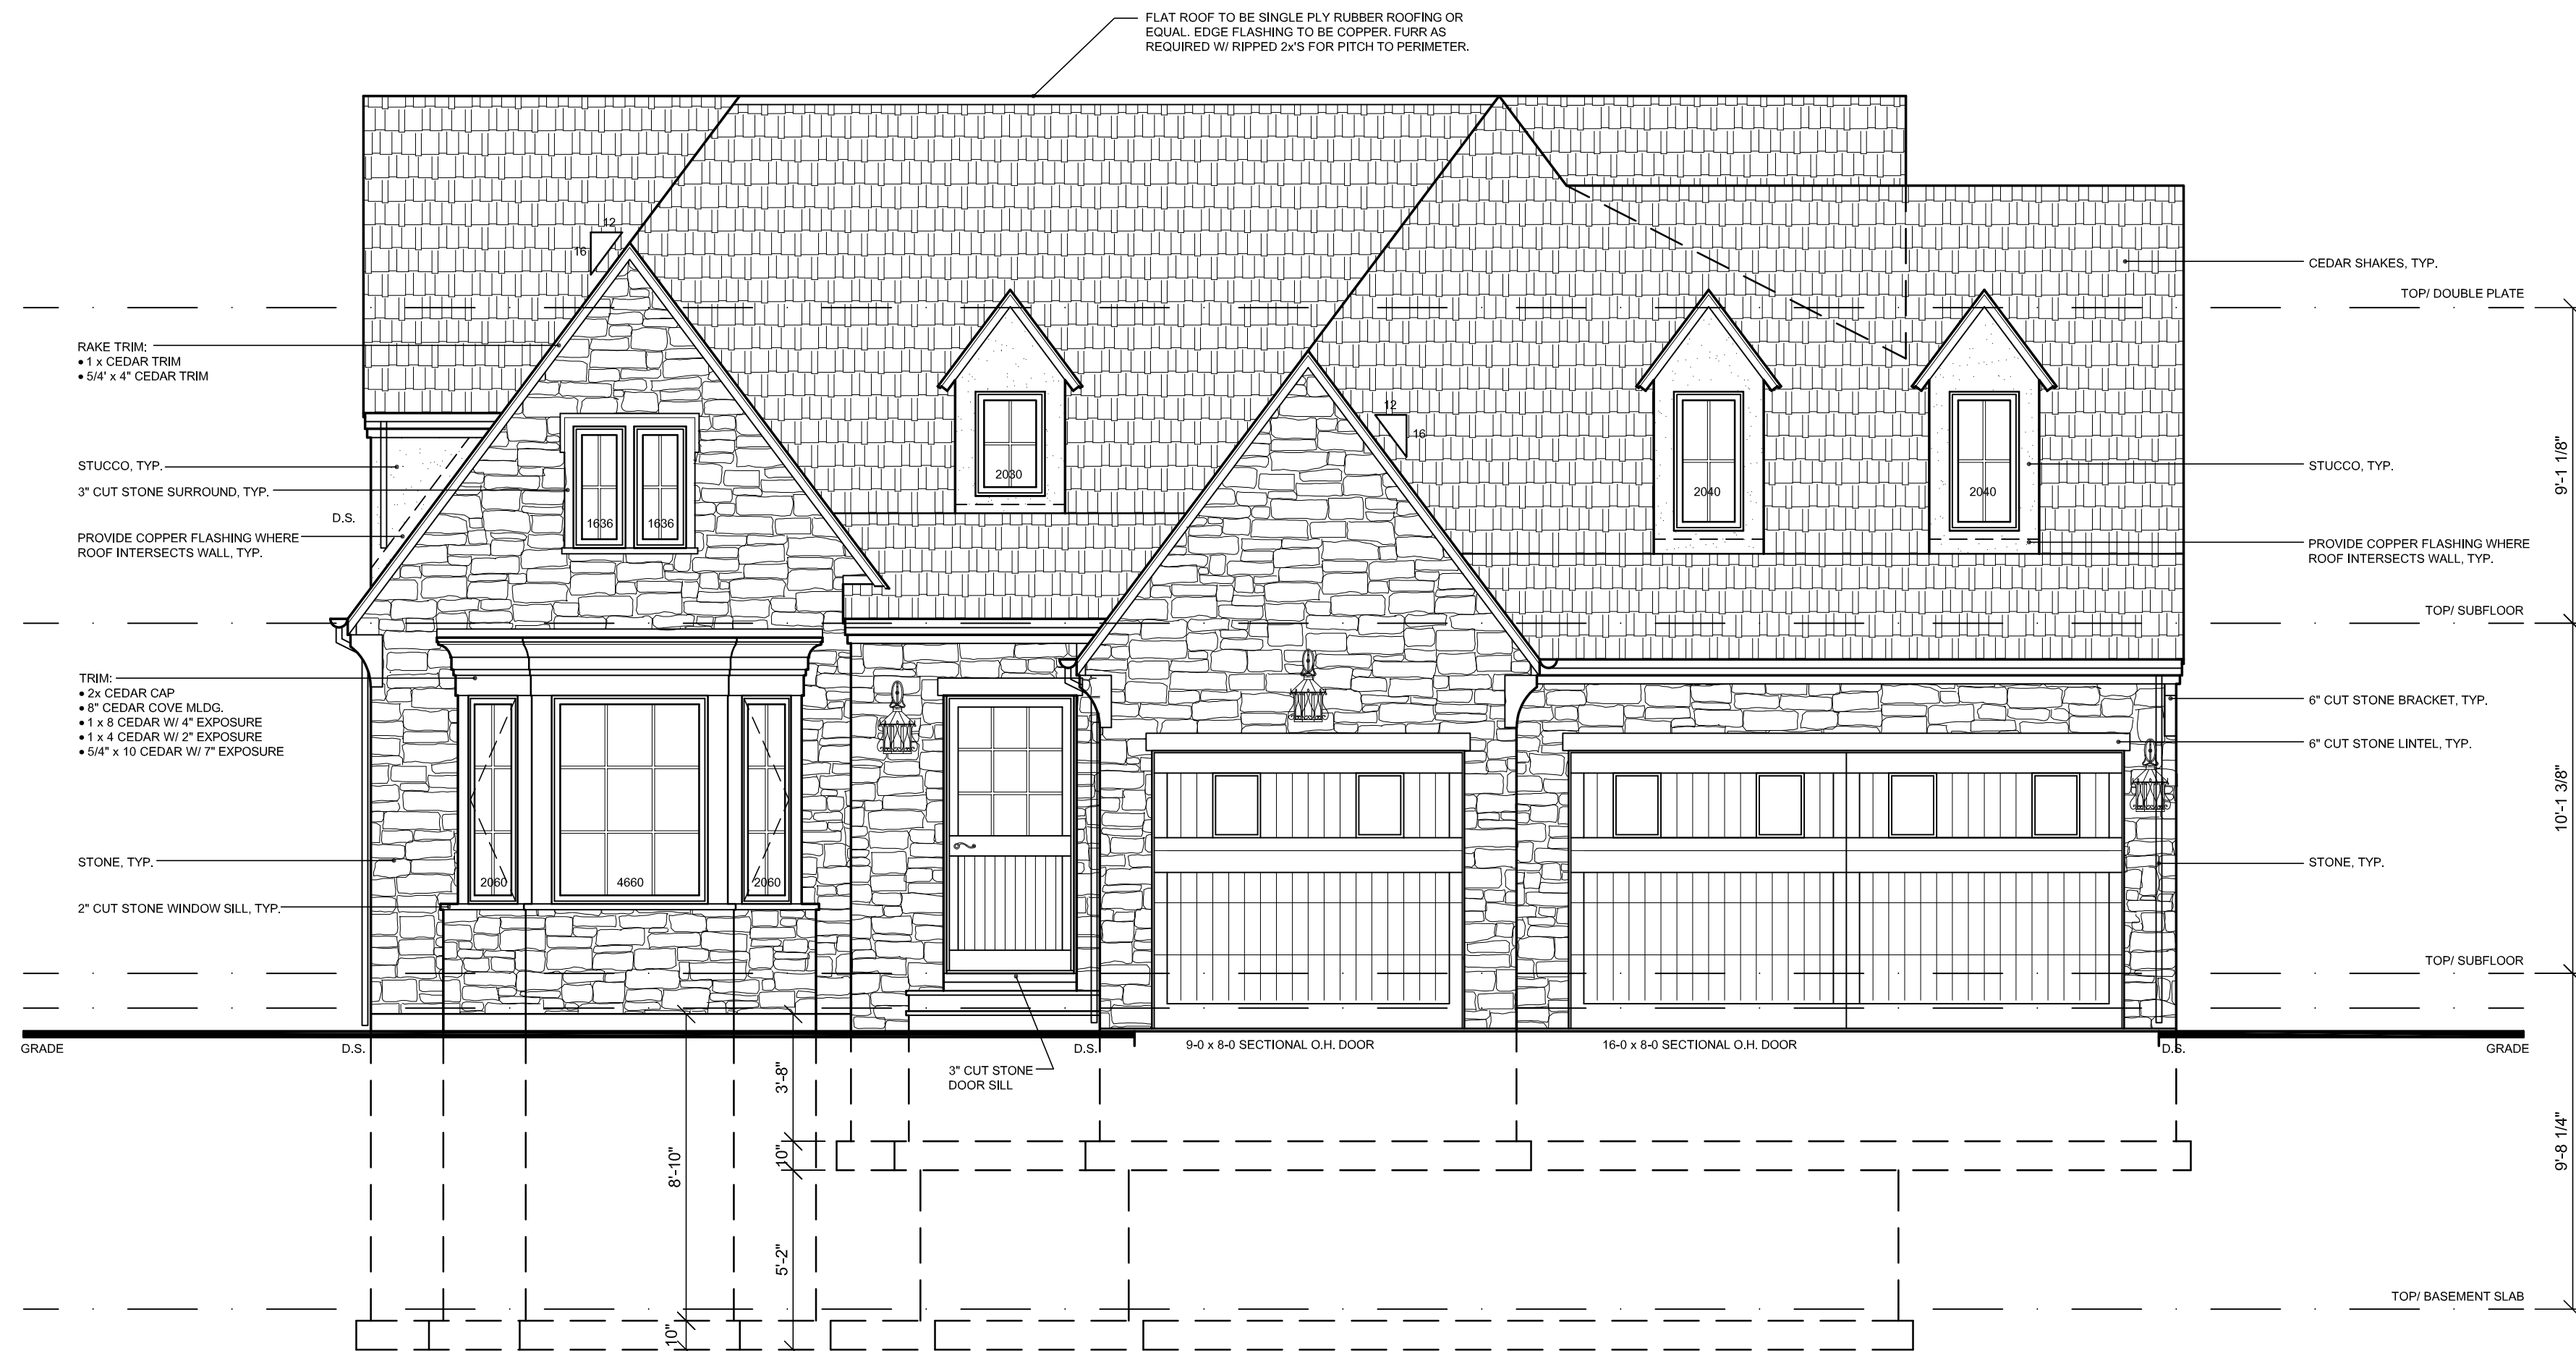 FLAT ROOF TO BE SINGLE PLY RUBBER ROOFING OR
EQUAL. EDGE FLASHING TO BE COPPER. FURR AS
REQUIRED W/ RIPPED 2x'S FOR PITCH TO PERIMETER.
12
16
CEDAR SHAKES, TYP.
TOP/ DOUBLE PLATE
RAKE TRIM:
• 1 x CEDAR TRIM
• 5/4' x 4" CEDAR TRIM
12
16
STUCCO, TYP.
3" CUT STONE SURROUND, TYP.
D.S.
PROVIDE COPPER FLASHING WHERE
ROOF INTERSECTS WALL, TYP.
1636
1636
2030
2040
2040
STUCCO, TYP.
9'-1 1/8"
PROVIDE COPPER FLASHING WHERE
ROOF INTERSECTS WALL, TYP.
TOP/ SUBFLOOR
TRIM:
• 2x CEDAR CAP
• 8" CEDAR COVE MLDG.
• 1 x 8 CEDAR W/ 4" EXPOSURE
• 1 x 4 CEDAR W/ 2" EXPOSURE
• 5/4" x 10 CEDAR W/ 7" EXPOSURE
6" CUT STONE BRACKET, TYP.
6" CUT STONE LINTEL, TYP.
10'-1 3/8"
STONE, TYP.
2" CUT STONE WINDOW SILL, TYP.
2060
4660
2060
STONE, TYP.
TOP/ SUBFLOOR
GRADE
D.S.
D.S.
9-0 x 8-0 SECTIONAL O.H. DOOR
16-0 x 8-0 SECTIONAL O.H. DOOR
D.S.
GRADE
3" CUT STONE
DOOR SILL
3'-8"
10"
8'-10"
5'-2"
10"
9'-8 1/4"
TOP/ BASEMENT SLAB